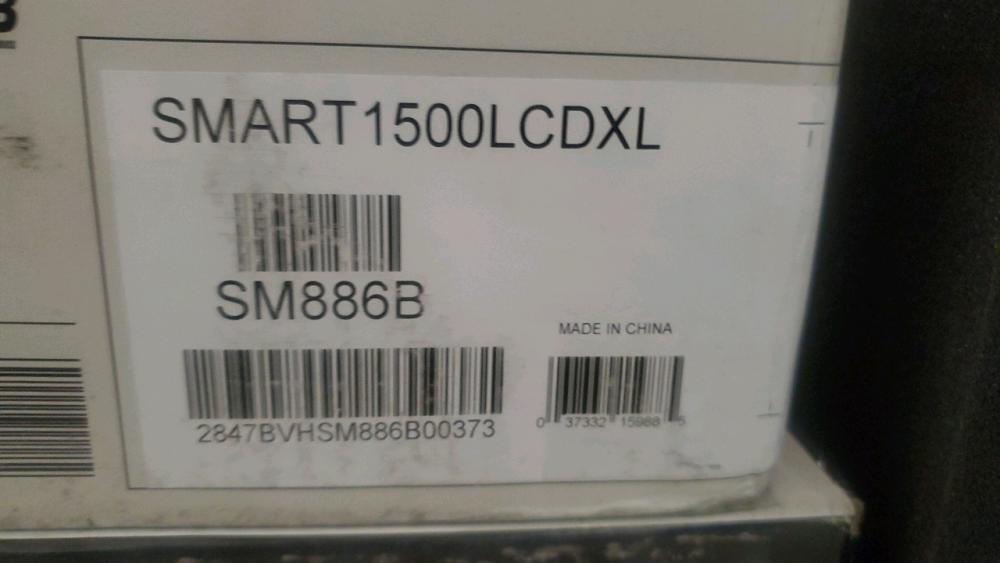 SMART1500LCDXL
SM886B
MADE IN CHINA
2847BVHSM886B00373
0 37332 15988 5